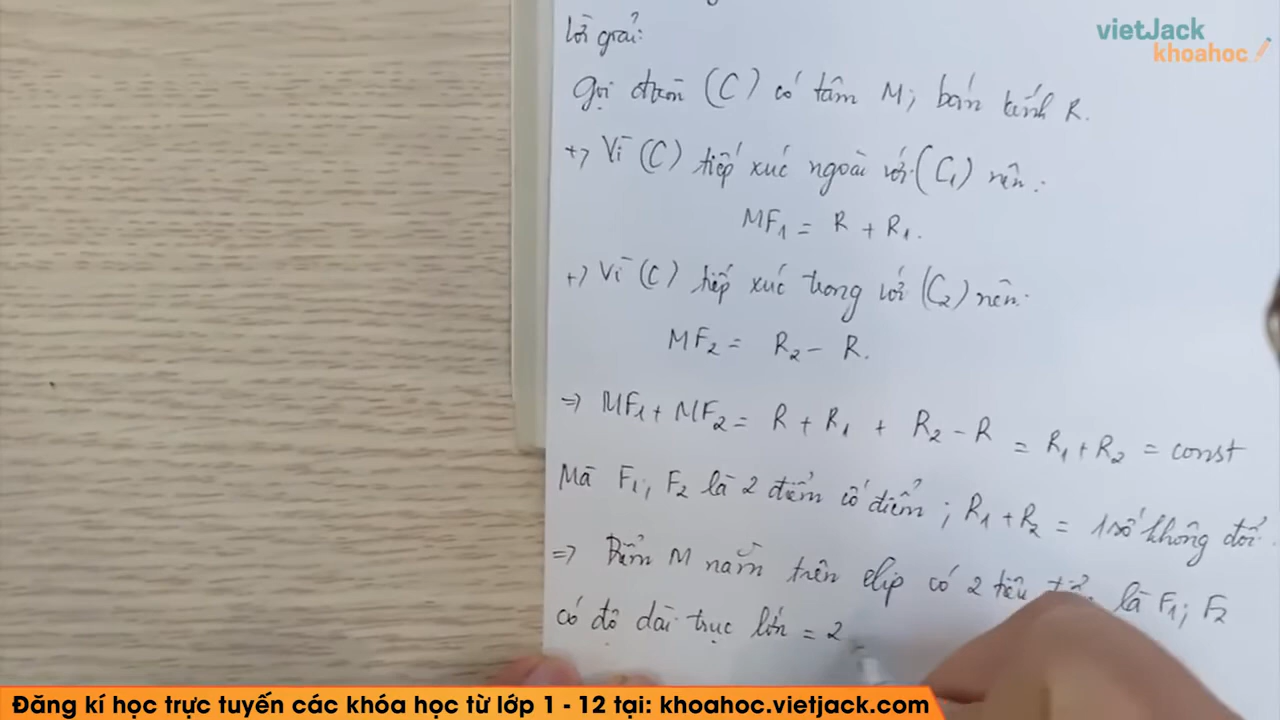 vietJack
khoahoc
Lời giải:
Gọi đtròn (C) có tâm M; bán kính R.
+> Vì (C) tiếp xúc ngoài với (C₁) nên:
MF₁ = R + R₁.
+> Vì (C) tiếp xúc trong với (C₂) nên:
MF₂ = R₂ - R.
=> MF₁ + MF₂ = R + R₁ + R₂ - R = R₁ + R₂ = const
Mà F₁; F₂ là 2 điểm cố điểm; R₁ + R₂ = 1 số không đổi.
=> Điểm M nằm trên elip có 2 tiêu là F₁; F₂
có độ dài trục lớn = 2
Đăng kí học trực tuyến các khóa học từ lớp 1 - 12 tại: khoahoc.vietjack.com